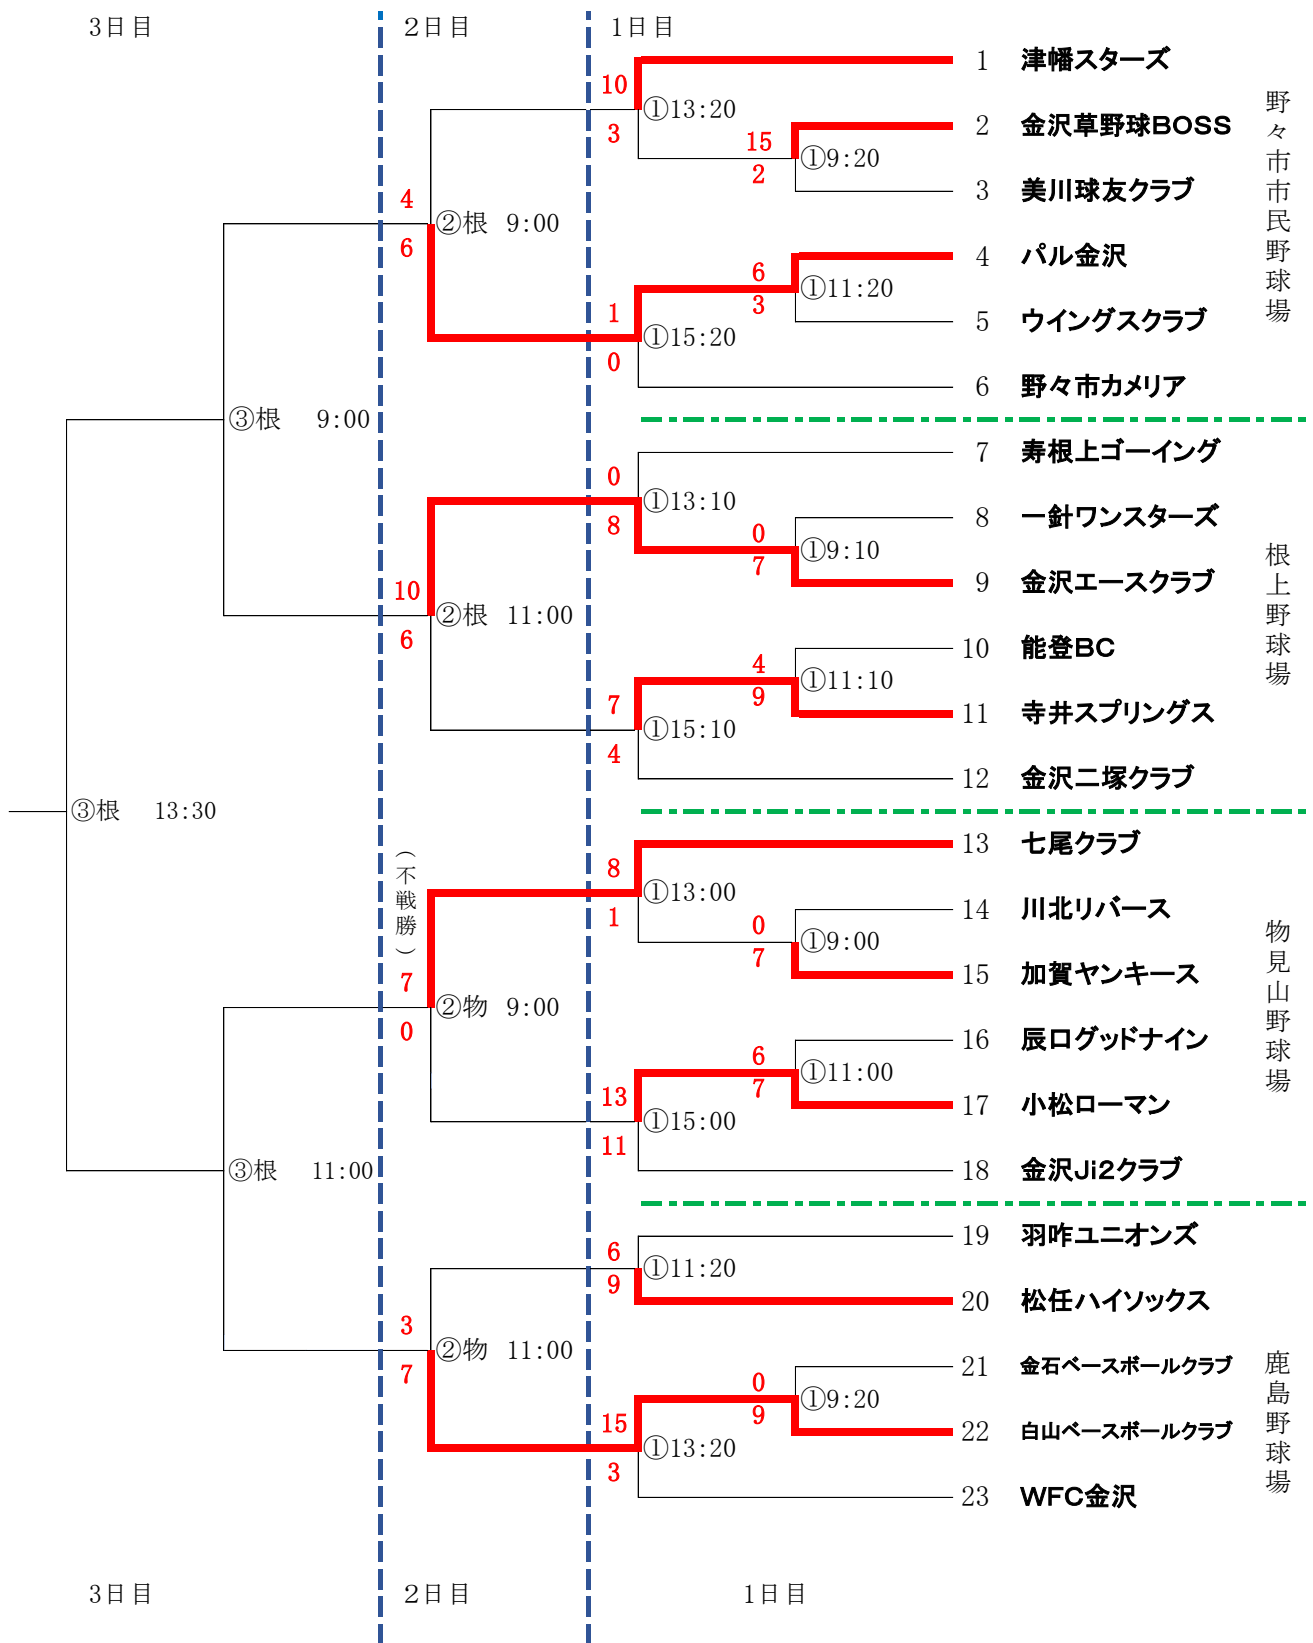 3日目 2日目 1日目
1 津幡スターズ
10
①13:20
3
2 金沢草野球BOSS
15
①9:20
2
3 美川球友クラブ
野々市市民野球場
4
②根 9:00
6
4 パル金沢
6
①11:20
3
5 ウイングスクラブ
1
①15:20
0
6 野々市カメリア
③根 9:00
7 寿根上ゴーイング
0
①13:10
8
8 一針ワンスターズ
0
①9:10
7
9 金沢エースクラブ
根上野球場
10
②根 11:00
6
10 能登BC
4
①11:10
9
11 寺井スプリングス
7
①15:10
4
12 金沢二塚クラブ
③根 13:30
13 七尾クラブ
(不戦勝)
8
①13:00
1
14 川北リバース
0
①9:00
7
15 加賀ヤンキース
物見山野球場
7
②物 9:00
0
16 辰口グッドナイン
6
①11:00
7
17 小松ローマン
13
①15:00
11
18 金沢Ji2クラブ
③根 11:00
19 羽咋ユニオンズ
6
①11:20
9
20 松任ハイソックス
3
②物 11:00
7
21 金石ベースボールクラブ
0
①9:20
9
22 白山ベースボールクラブ
鹿島野球場
15
①13:20
3
23 WFC金沢
3日目 2日目 1日目